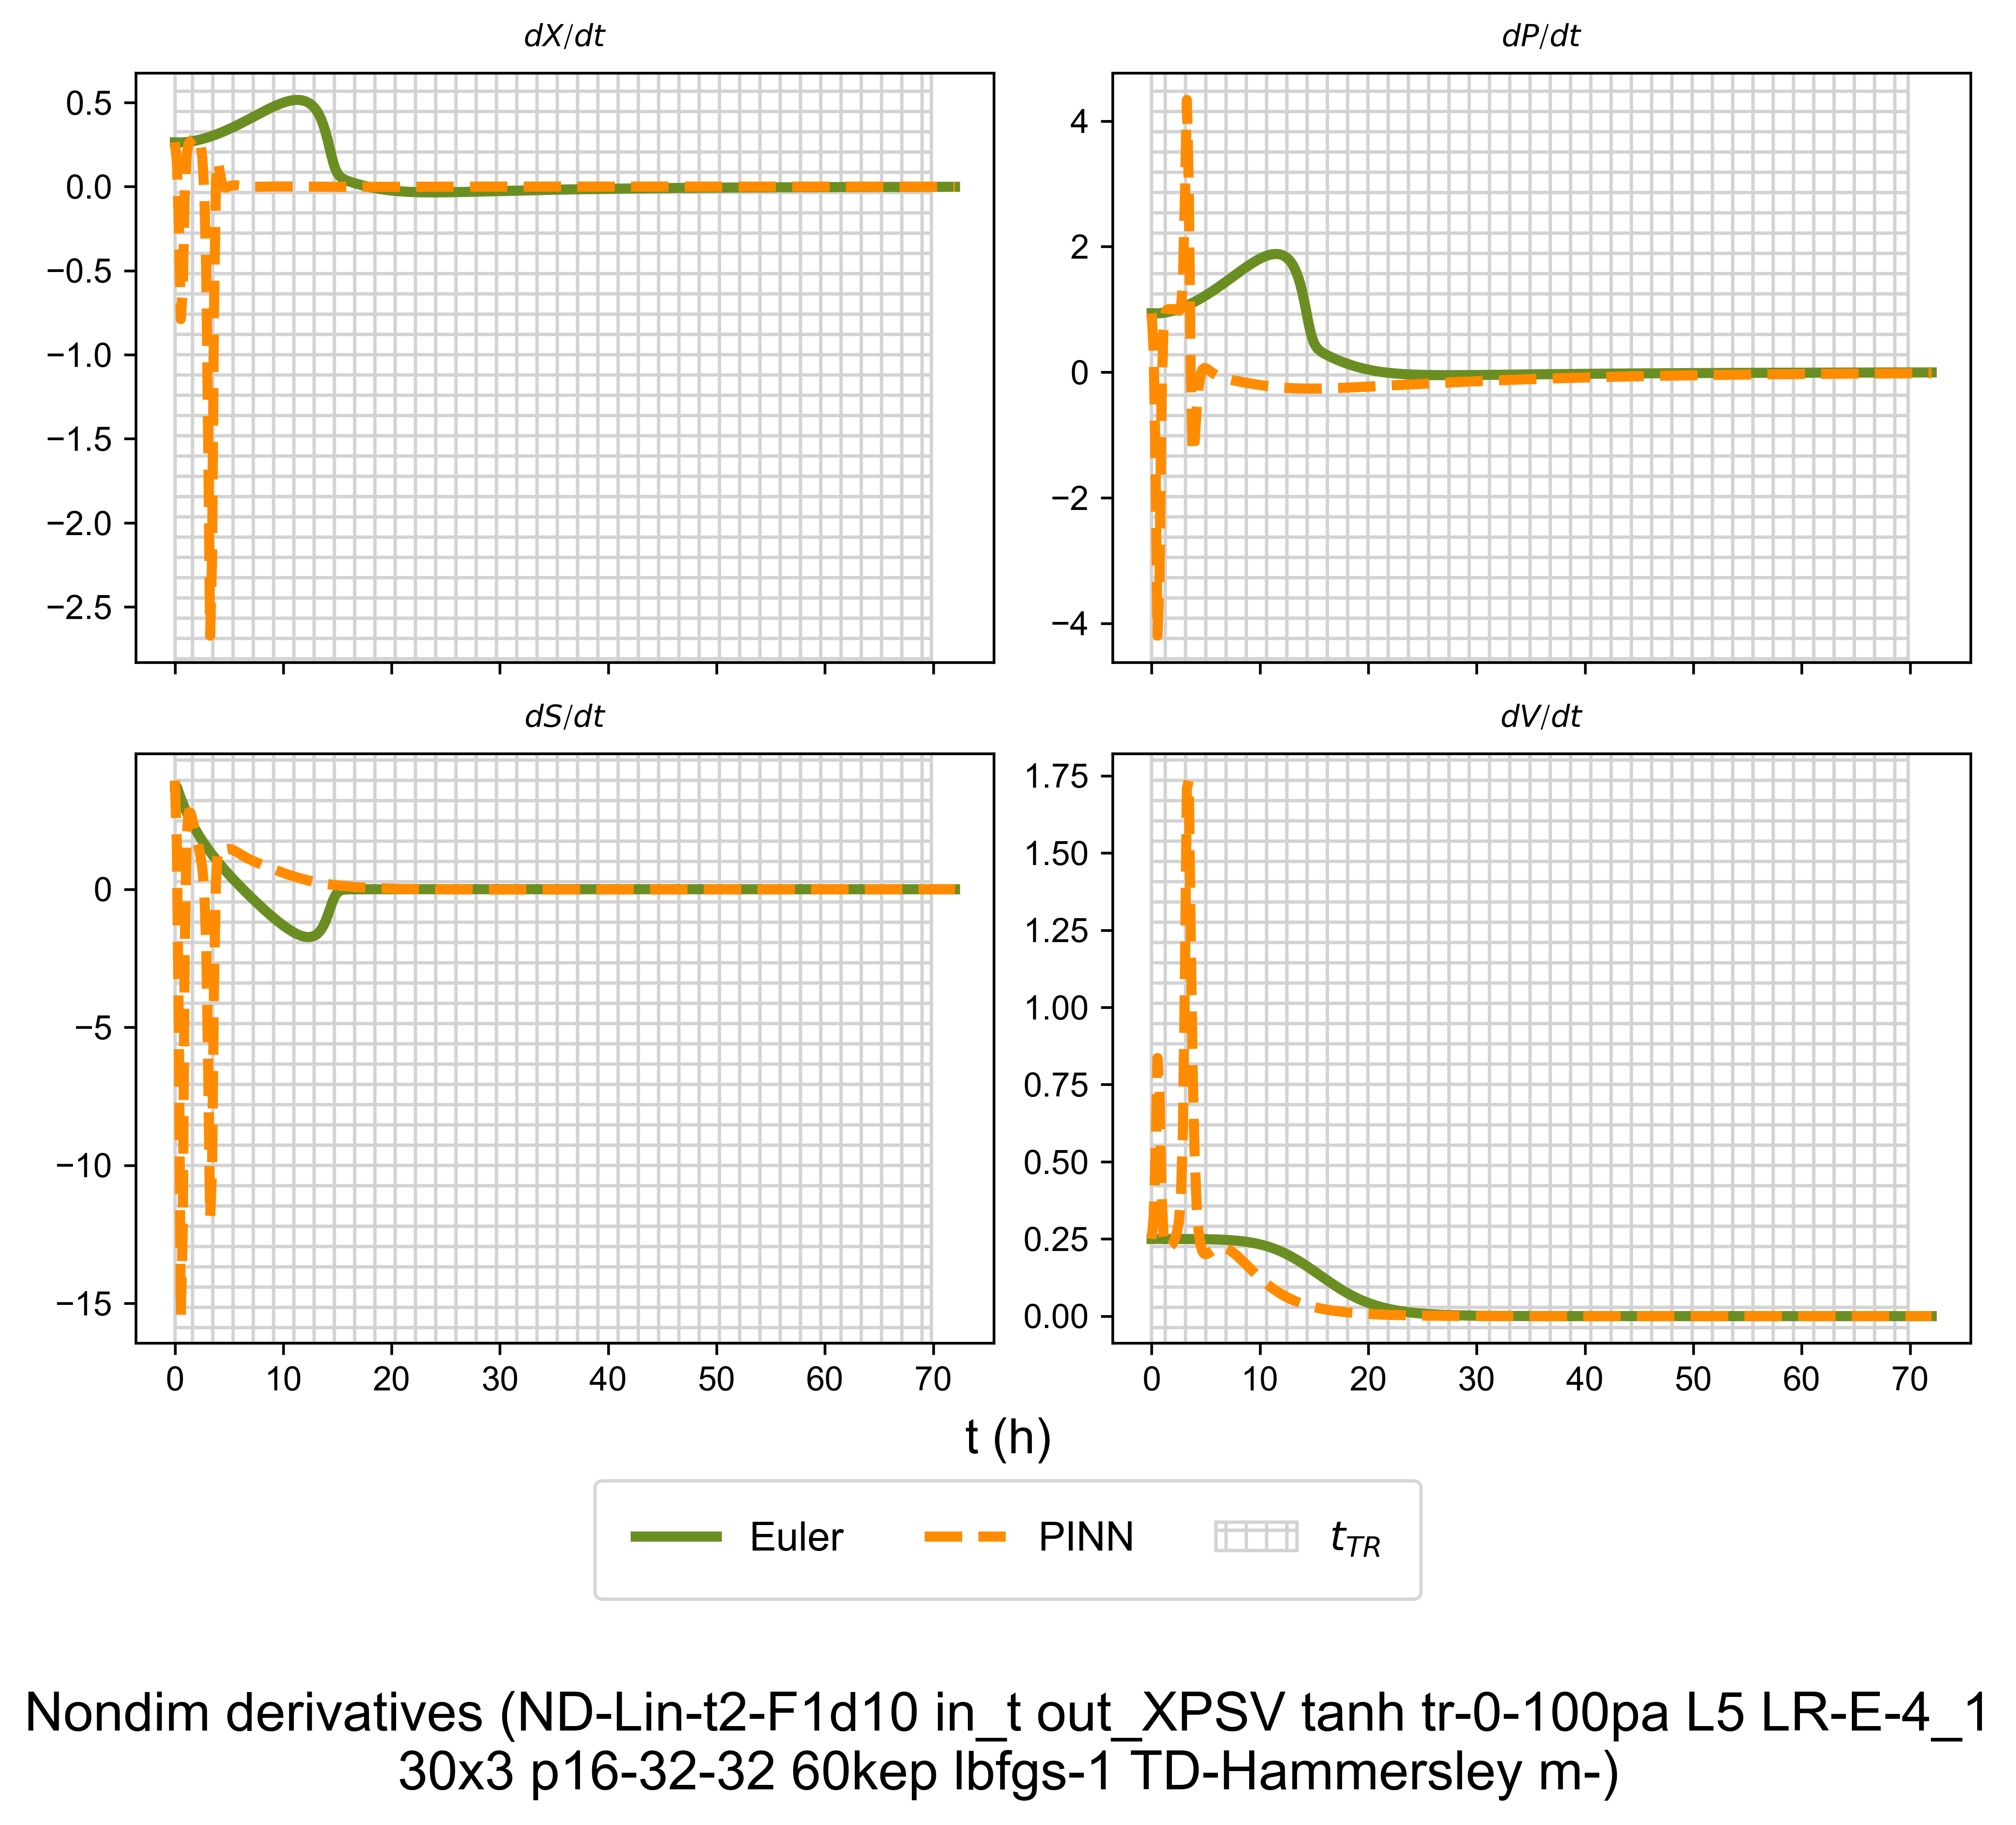 dX/dt
dP/dt
0.5
0.0
−0.5
−1.0
−1.5
−2.0
−2.5
4
2
0
−2
−4
dS/dt
dV/dt
0
−5
−10
−15
1.75
1.50
1.25
1.00
0.75
0.50
0.25
0.00
0 10 20 30 40 50 60 70
0 10 20 30 40 50 60 70
t (h)
Euler PINN t_{TR}
Nondim derivatives (ND-Lin-t2-F1d10 in_t out_XPSV tanh tr-0-100pa L5 LR-E-4_1
30x3 p16-32-32 60kep lbfgs-1 TD-Hammersley m-)